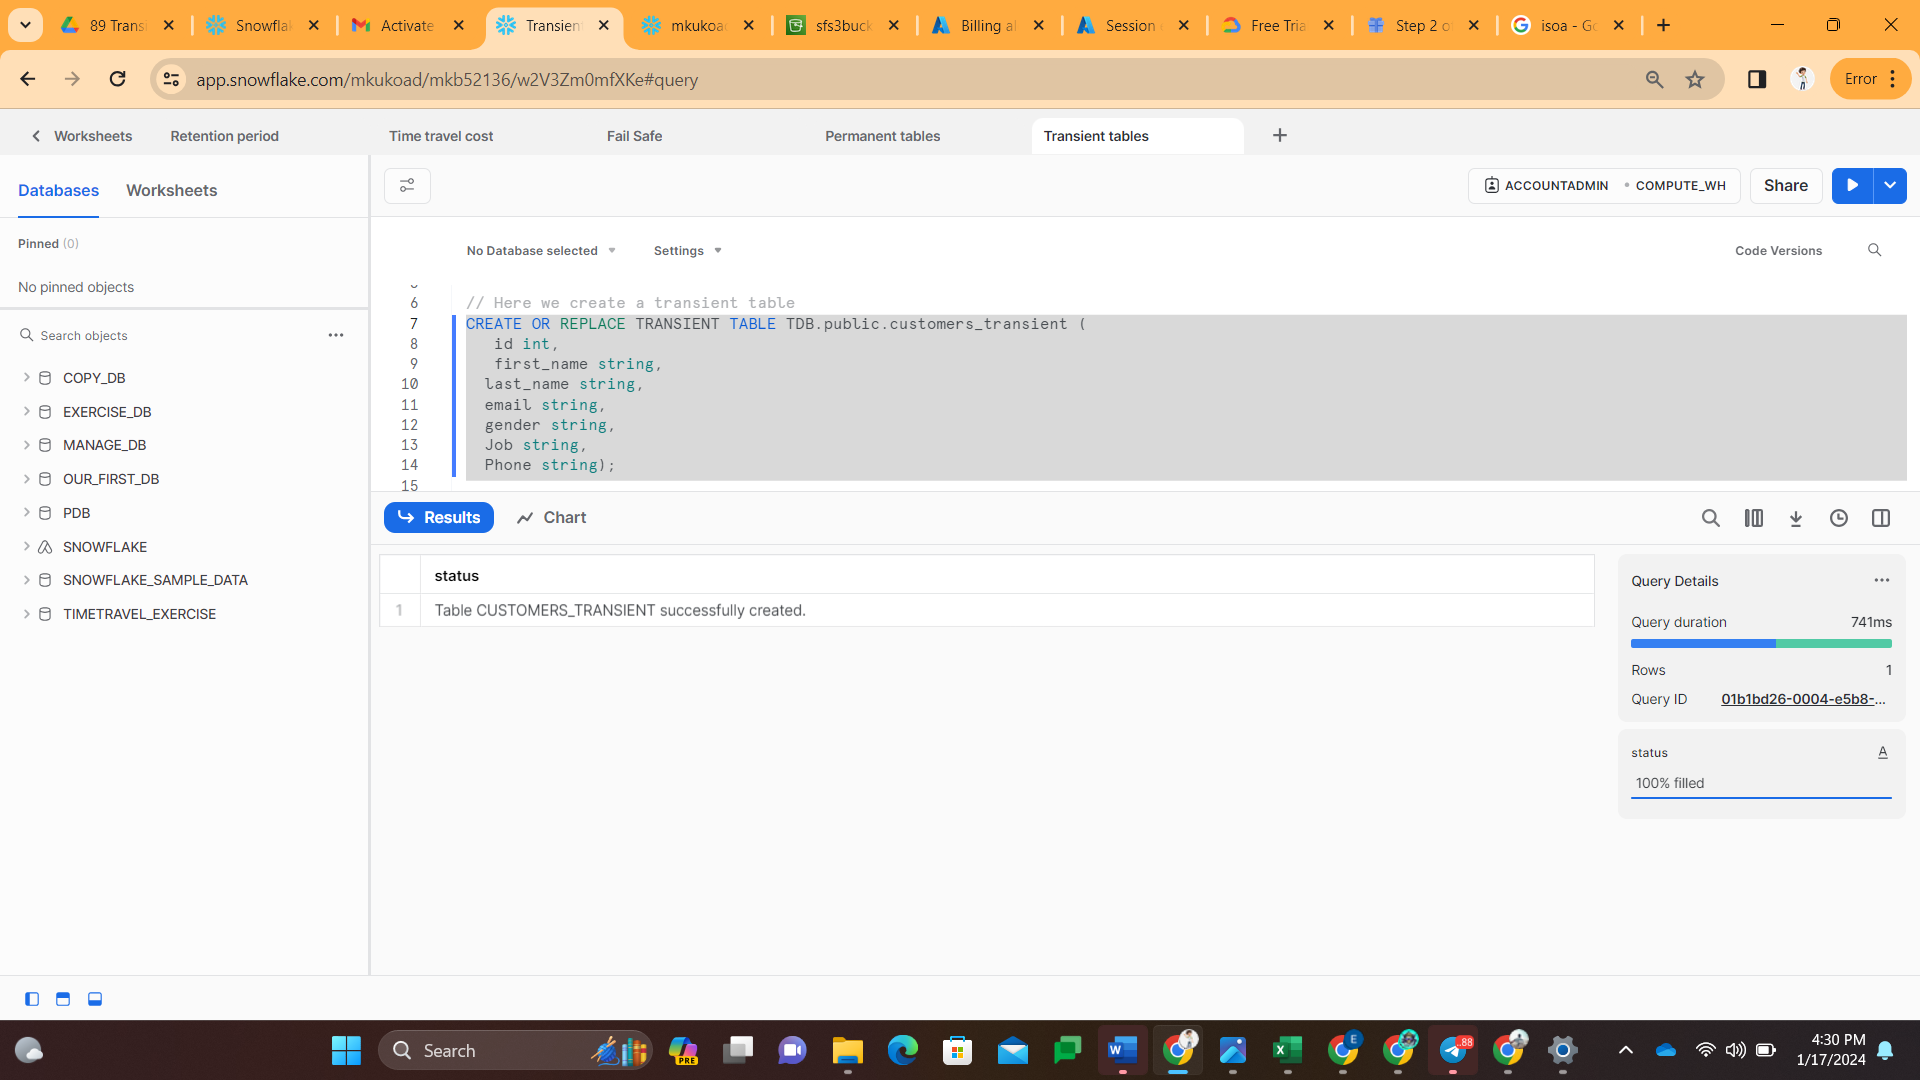 89 Transi
Snowflak
Activate
Transien
mkukoad
sfs3buck
Billing al
Session
Free Tria
Step 2 o
isoa - Go
app.snowflake.com/mkukoad/mkb52136/w2V3Zm0mfXKe#query
Error
Worksheets
Retention period
Time travel cost
Fail Safe
Permanent tables
Transient tables
Databases
Worksheets
ACCOUNTADMIN
COMPUTE_WH
Share
Pinned (0)
No pinned objects
No Database selected
Settings
Code Versions
Search objects
COPY_DB
EXERCISE_DB
MANAGE_DB
OUR_FIRST_DB
PDB
SNOWFLAKE
SNOWFLAKE_SAMPLE_DATA
TIMETRAVEL_EXERCISE
6 // Here we create a transient table
7 CREATE OR REPLACE TRANSIENT TABLE TDB.public.customers_transient (
8 id int,
9 first_name string,
10 last_name string,
11 email string,
12 gender string,
13 Job string,
14 Phone string);
15
Results
Chart
status
1 Table CUSTOMERS_TRANSIENT successfully created.
Query Details
Query duration 741ms
Rows 1
Query ID 01b1bd26-0004-e5b8-...
status A
100% filled
Search
PRE
W
X
E
.88
4:30 PM
1/17/2024